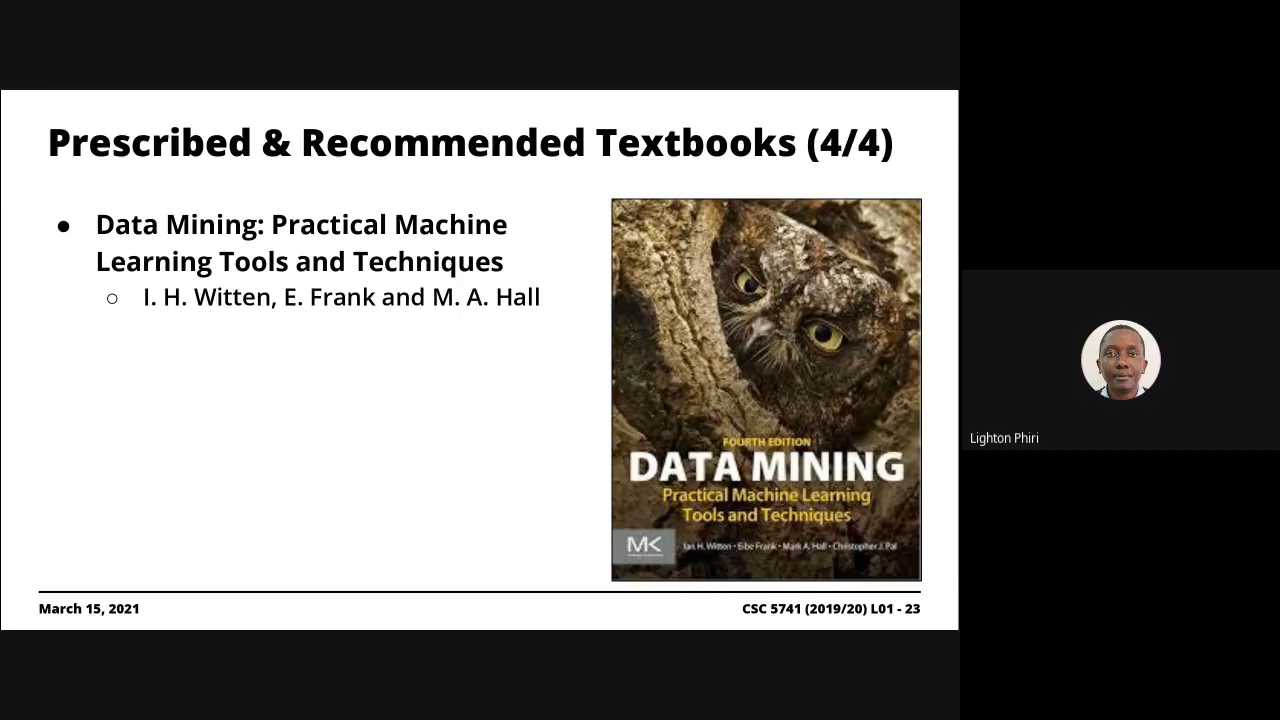 Prescribed & Recommended Textbooks (4/4)
● Data Mining: Practical Machine
Learning Tools and Techniques
○ I. H. Witten, E. Frank and M. A. Hall
FOURTH EDITION
DATA MINING
Practical Machine Learning
Tools and Techniques
MK
Ian H. Witten • Eibe Frank • Mark A. Hall • Christopher J. Pal
March 15, 2021
CSC 5741 (2019/20) L01 - 23
Lighton Phiri